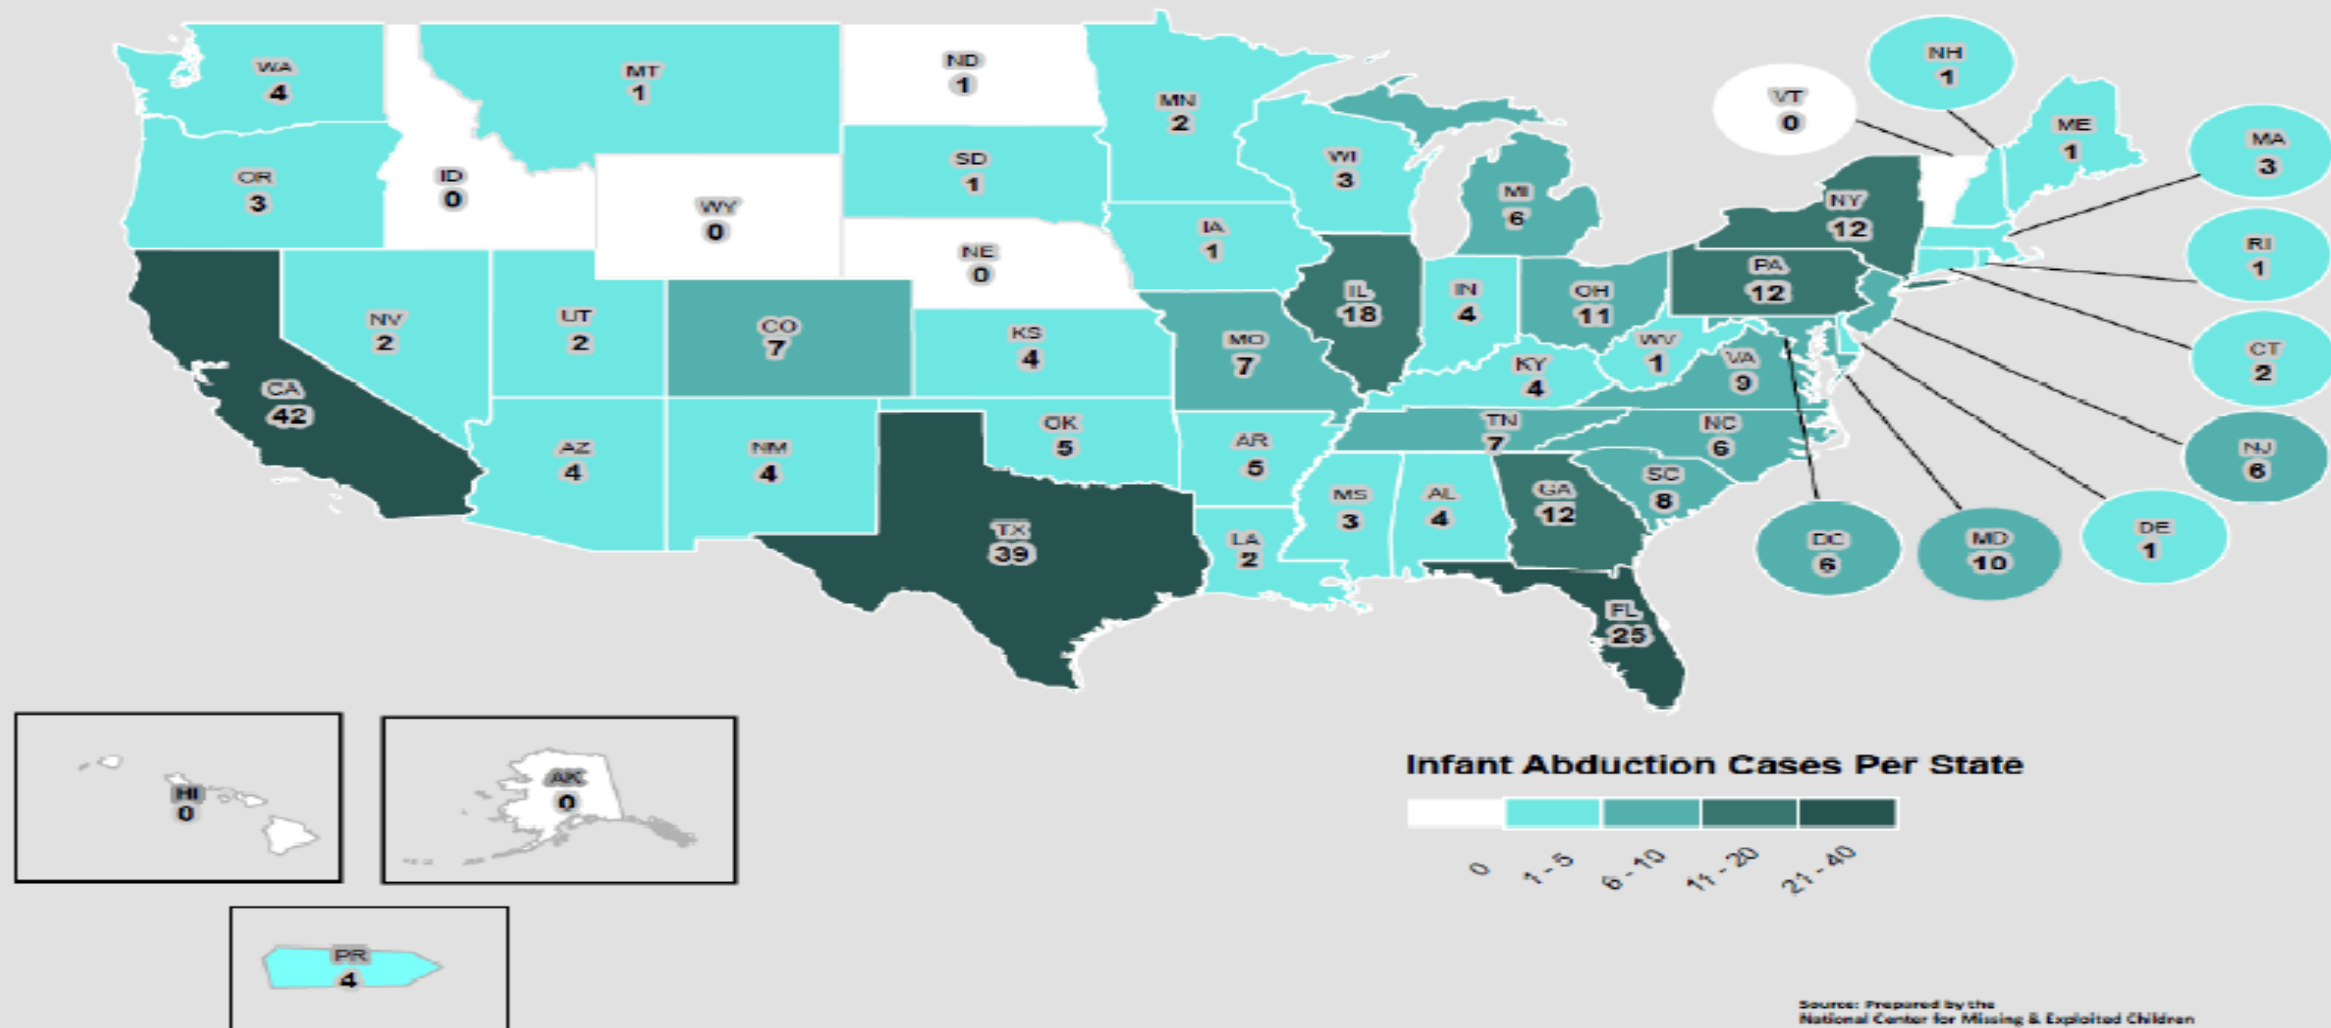 WA
4
MT
1
ND
1
MN
2
VT
0
NH
1
ME
1
MA
3
OR
3
ID
0
WY
0
SD
1
WI
3
MI
6
NY
12
RI
1
NE
0
IA
1
PA
12
NV
2
UT
2
CO
7
KS
4
MO
7
IL
18
IN
4
OH
11
WV
1
VA
9
KY
4
CT
2
CA
42
AZ
4
NM
4
OK
5
AR
5
TN
7
NC
6
SC
8
NJ
6
TX
39
LA
2
MS
3
AL
4
GA
12
FL
25
DC
6
MD
10
DE
1
HI
0
AK
0
PR
4
Infant Abduction Cases Per State
0
1 - 5
6 - 10
11 - 20
21 - 40
Source: Prepared by the
National Center for Missing & Exploited Children